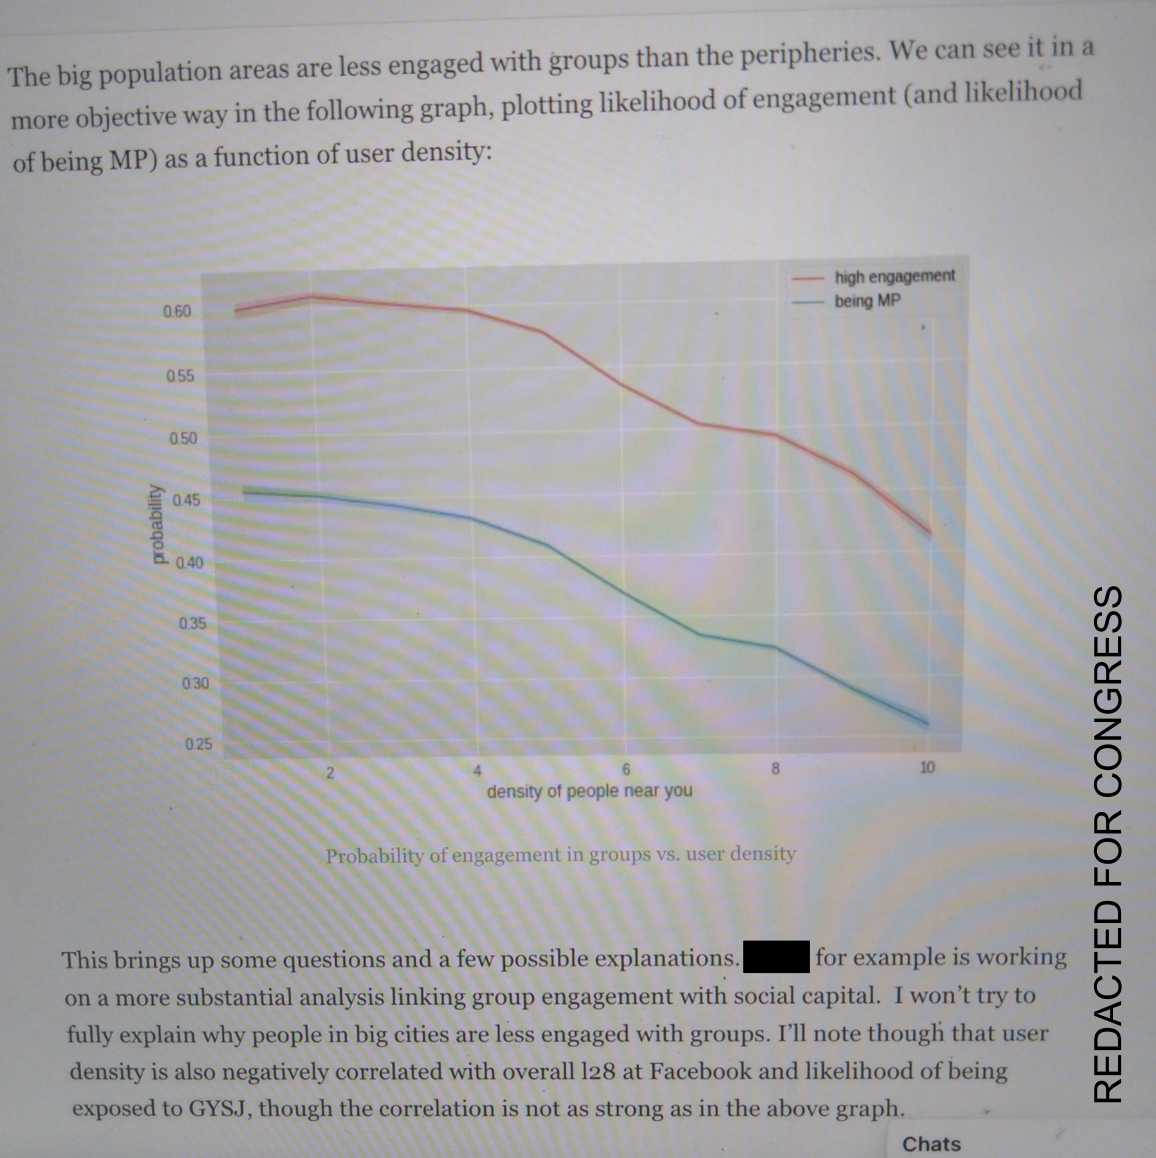 The big population areas are less engaged with groups than the peripheries. We can see it in a
more objective way in the following graph, plotting likelihood of engagement (and likelihood
of being MP) as a function of user density:
high engagement
being MP
0.60
0.55
0.50
0.45
0.40
0.35
0.30
0.25
probability
2 4 6 8 10
density of people near you
Probability of engagement in groups vs. user density
This brings up some questions and a few possible explanations. for example is working
on a more substantial analysis linking group engagement with social capital. I won't try to
fully explain why people in big cities are less engaged with groups. I'll note though that user
density is also negatively correlated with overall l28 at Facebook and likelihood of being
exposed to GYSJ, though the correlation is not as strong as in the above graph.
Chats
REDACTED FOR CONGRESS